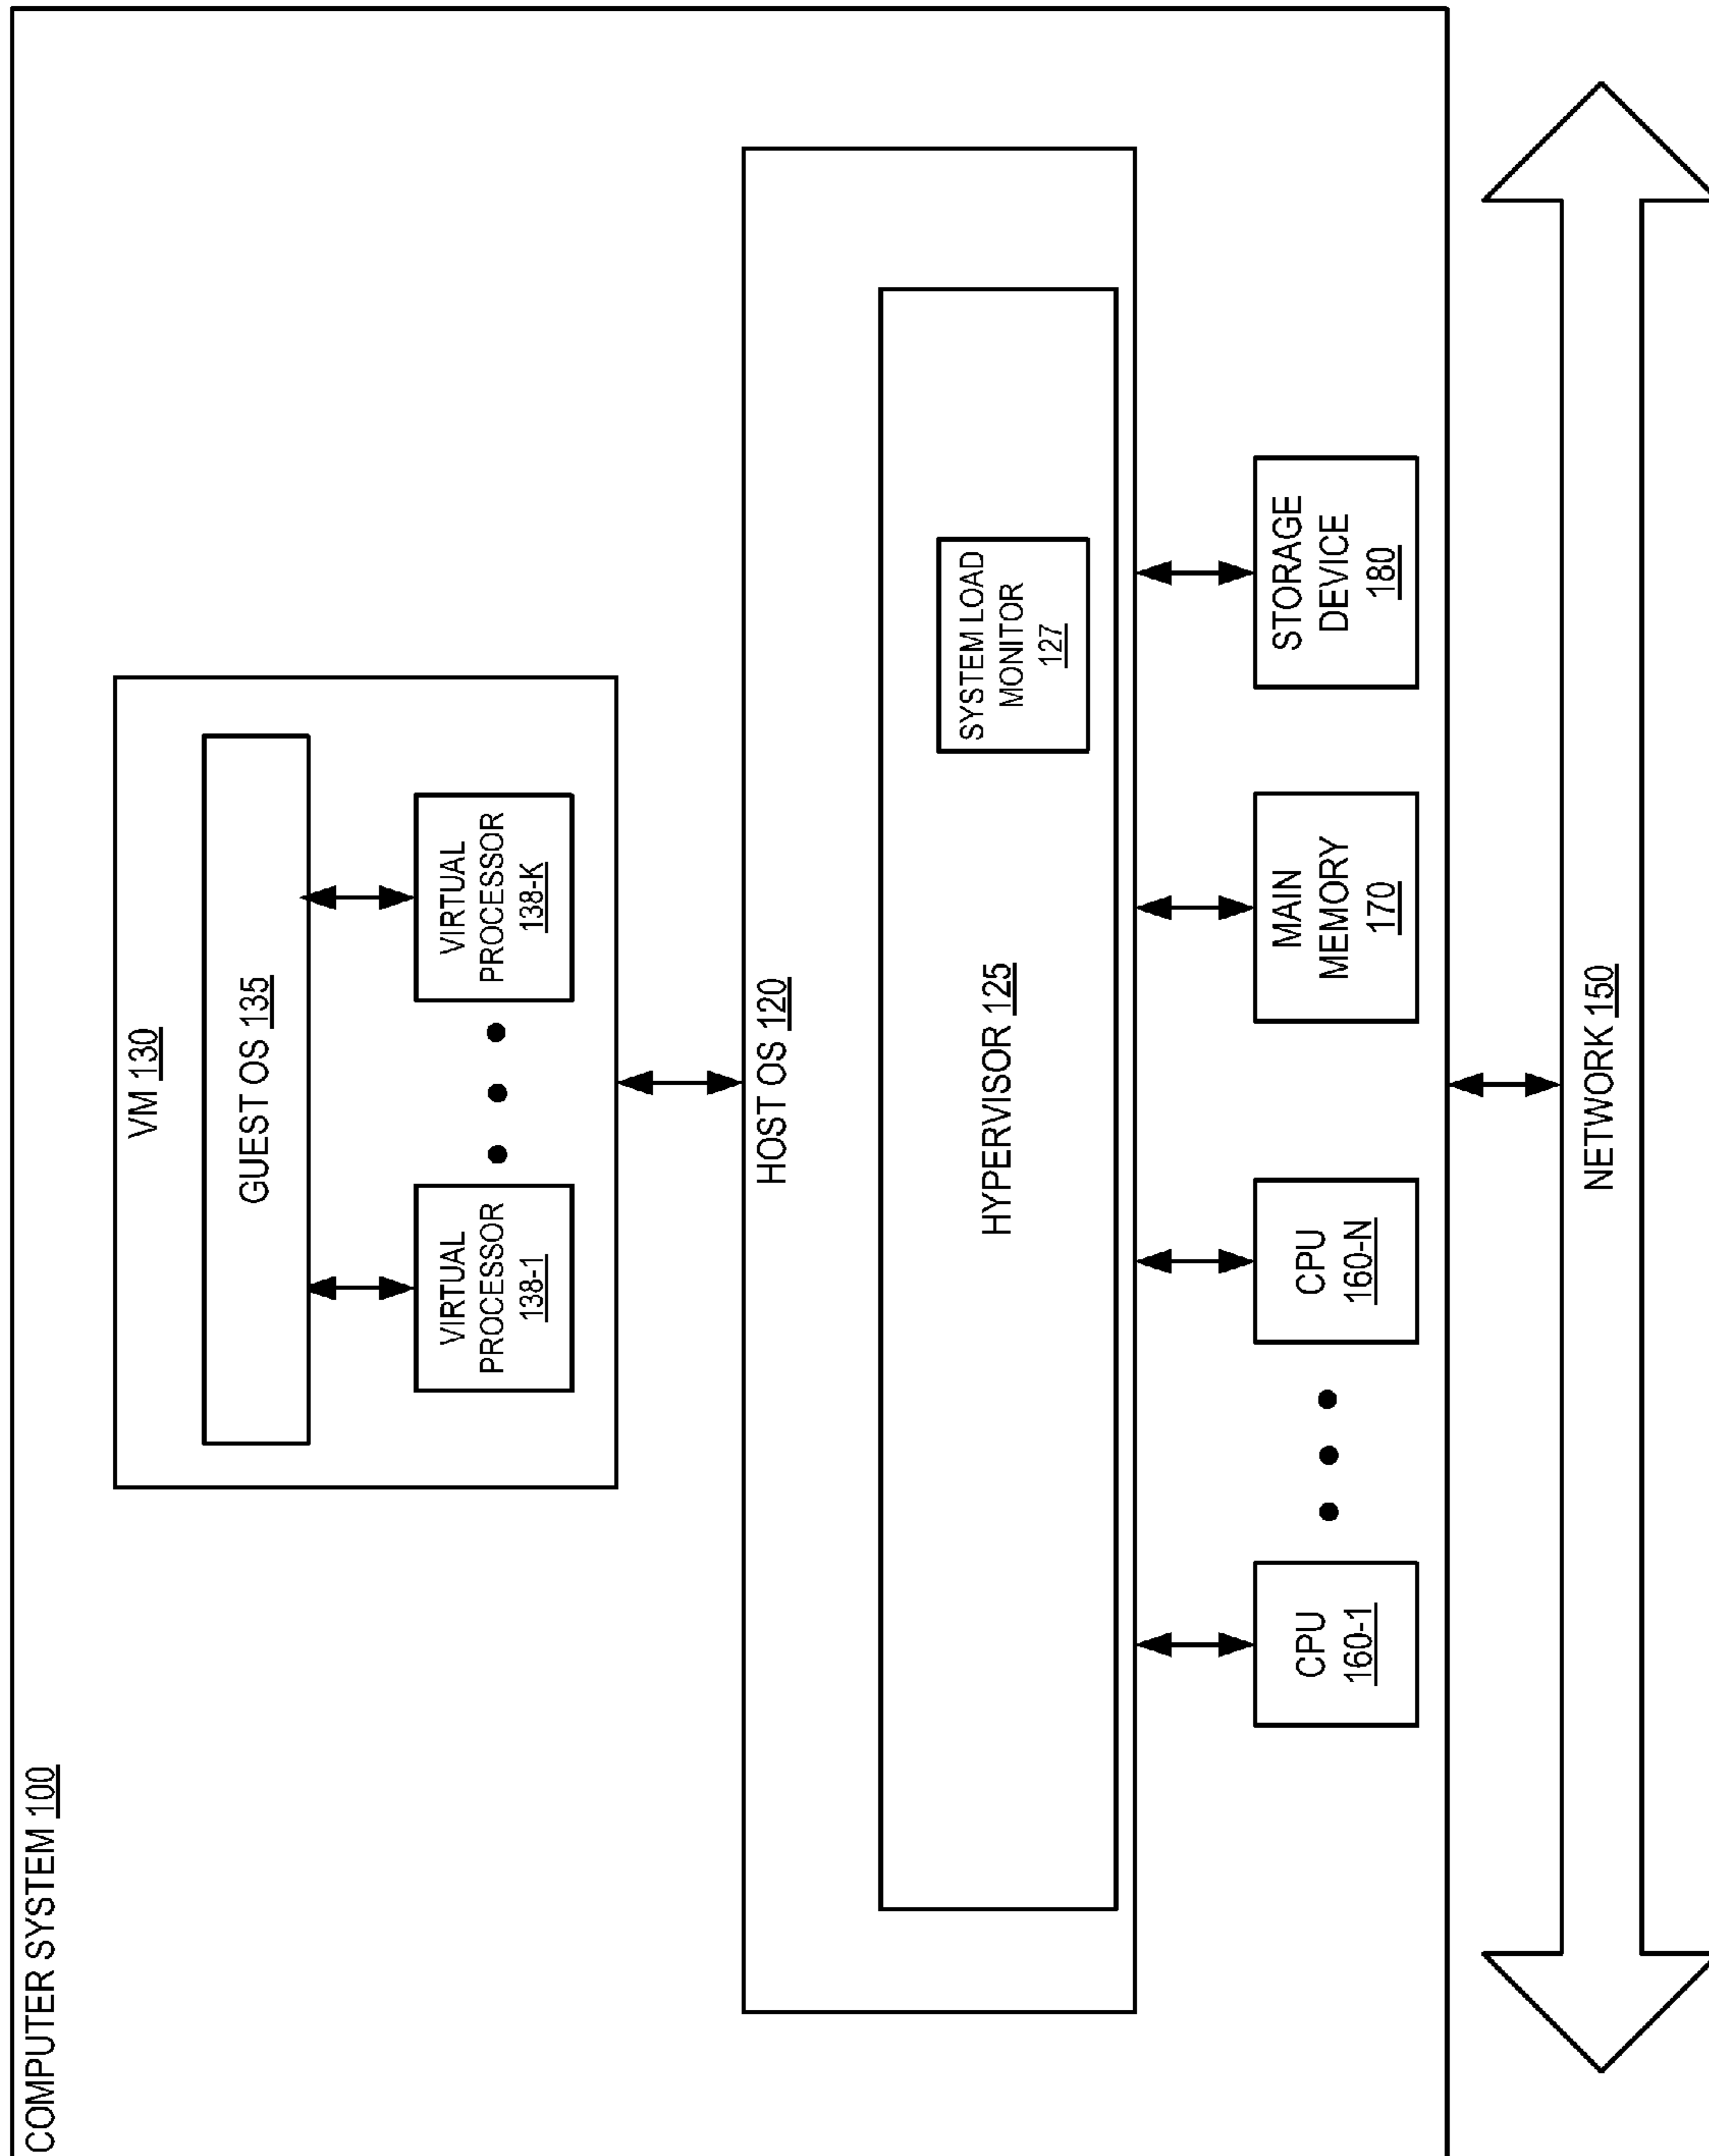 COMPUTER SYSTEM 100
VM 130
GUEST OS 135
VIRTUAL
PROCESSOR
138-1
VIRTUAL
PROCESSOR
138-K
HOST OS 120
HYPERVISOR 125
SYSTEM LOAD
MONITOR
127
CPU
160-1
CPU
160-N
MAIN
MEMORY
170
STORAGE
DEVICE
180
NETWORK 150